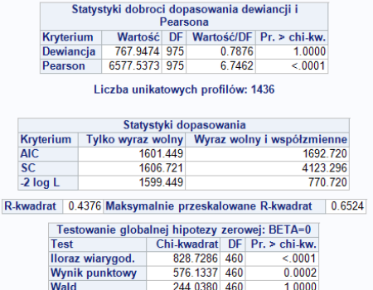 Statystyki dobroci dopasowania dewiancji i
Pearsona
Kryterium Wartość DF Wartość/DF Pr. > chi-kw.
Dewiancja 767.9474 975 0.7876 1.0000
Pearson 6577.5373 975 6.7462 <.0001
Liczba unikatowych profilów: 1436
Statystyki dopasowania
Kryterium Tylko wyraz wolny Wyraz wolny i współzmienne
AIC 1601.449 1692.720
SC 1606.721 4123.296
-2 log L 1599.449 770.720
R-kwadrat 0.4376 Maksymalnie przeskalowane R-kwadrat 0.6524
Testowanie globalnej hipotezy zerowej: BETA=0
Test Chi-kwadrat DF Pr. > chi-kw.
Iloraz wiarygod. 828.7286 460 <.0001
Wynik punktowy 576.1337 460 0.0002
Wald 244.0380 460 1.0000